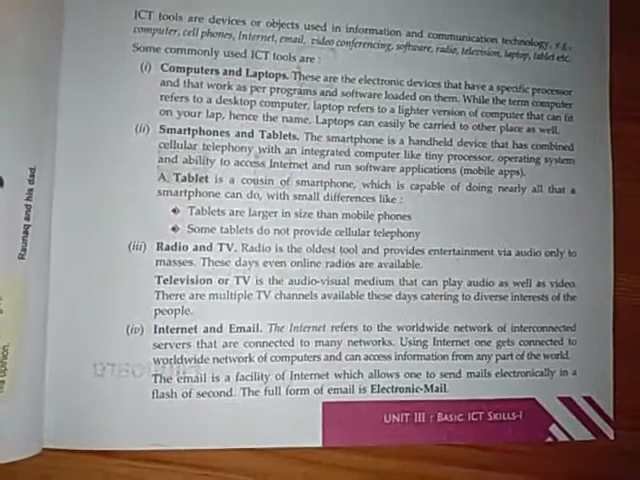 ICT tools are devices or objects used in information and communication technology, e.g.,
computer, cell phones, Internet, email, video conferencing, software, radio, television, laptop, tablet etc.
Some commonly used ICT tools are :
(i) Computers and Laptops. These are the electronic devices that have a specific processor
and that work as per programs and software loaded on them. While the term computer
refers to a desktop computer, laptop refers to a lighter version of computer that can fit
on your lap, hence the name. Laptops can easily be carried to other place as well.
(ii) Smartphones and Tablets. The smartphone is a handheld device that has combined
cellular telephony with an integrated computer like tiny processor, operating system
and ability to access Internet and run software applications (mobile apps).
A Tablet is a cousin of smartphone, which is capable of doing nearly all that a
smartphone can do, with small differences like :
Tablets are larger in size than mobile phones
Some tablets do not provide cellular telephony
(iii) Radio and TV. Radio is the oldest tool and provides entertainment via audio only to
masses. These days even online radios are available.
Television or TV is the audio-visual medium that can play audio as well as video.
There are multiple TV channels available these days catering to diverse interests of the
people.
(iv) Internet and Email. The Internet refers to the worldwide network of interconnected
servers that are connected to many networks. Using Internet one gets connected to
worldwide network of computers and can access information from any part of the world.
The email is a facility of Internet which allows one to send mails electronically in a
flash of second. The full form of email is Electronic-Mail.
UNIT III : BASIC ICT SKILLS-I
Raunaq and his dad.
opinion.